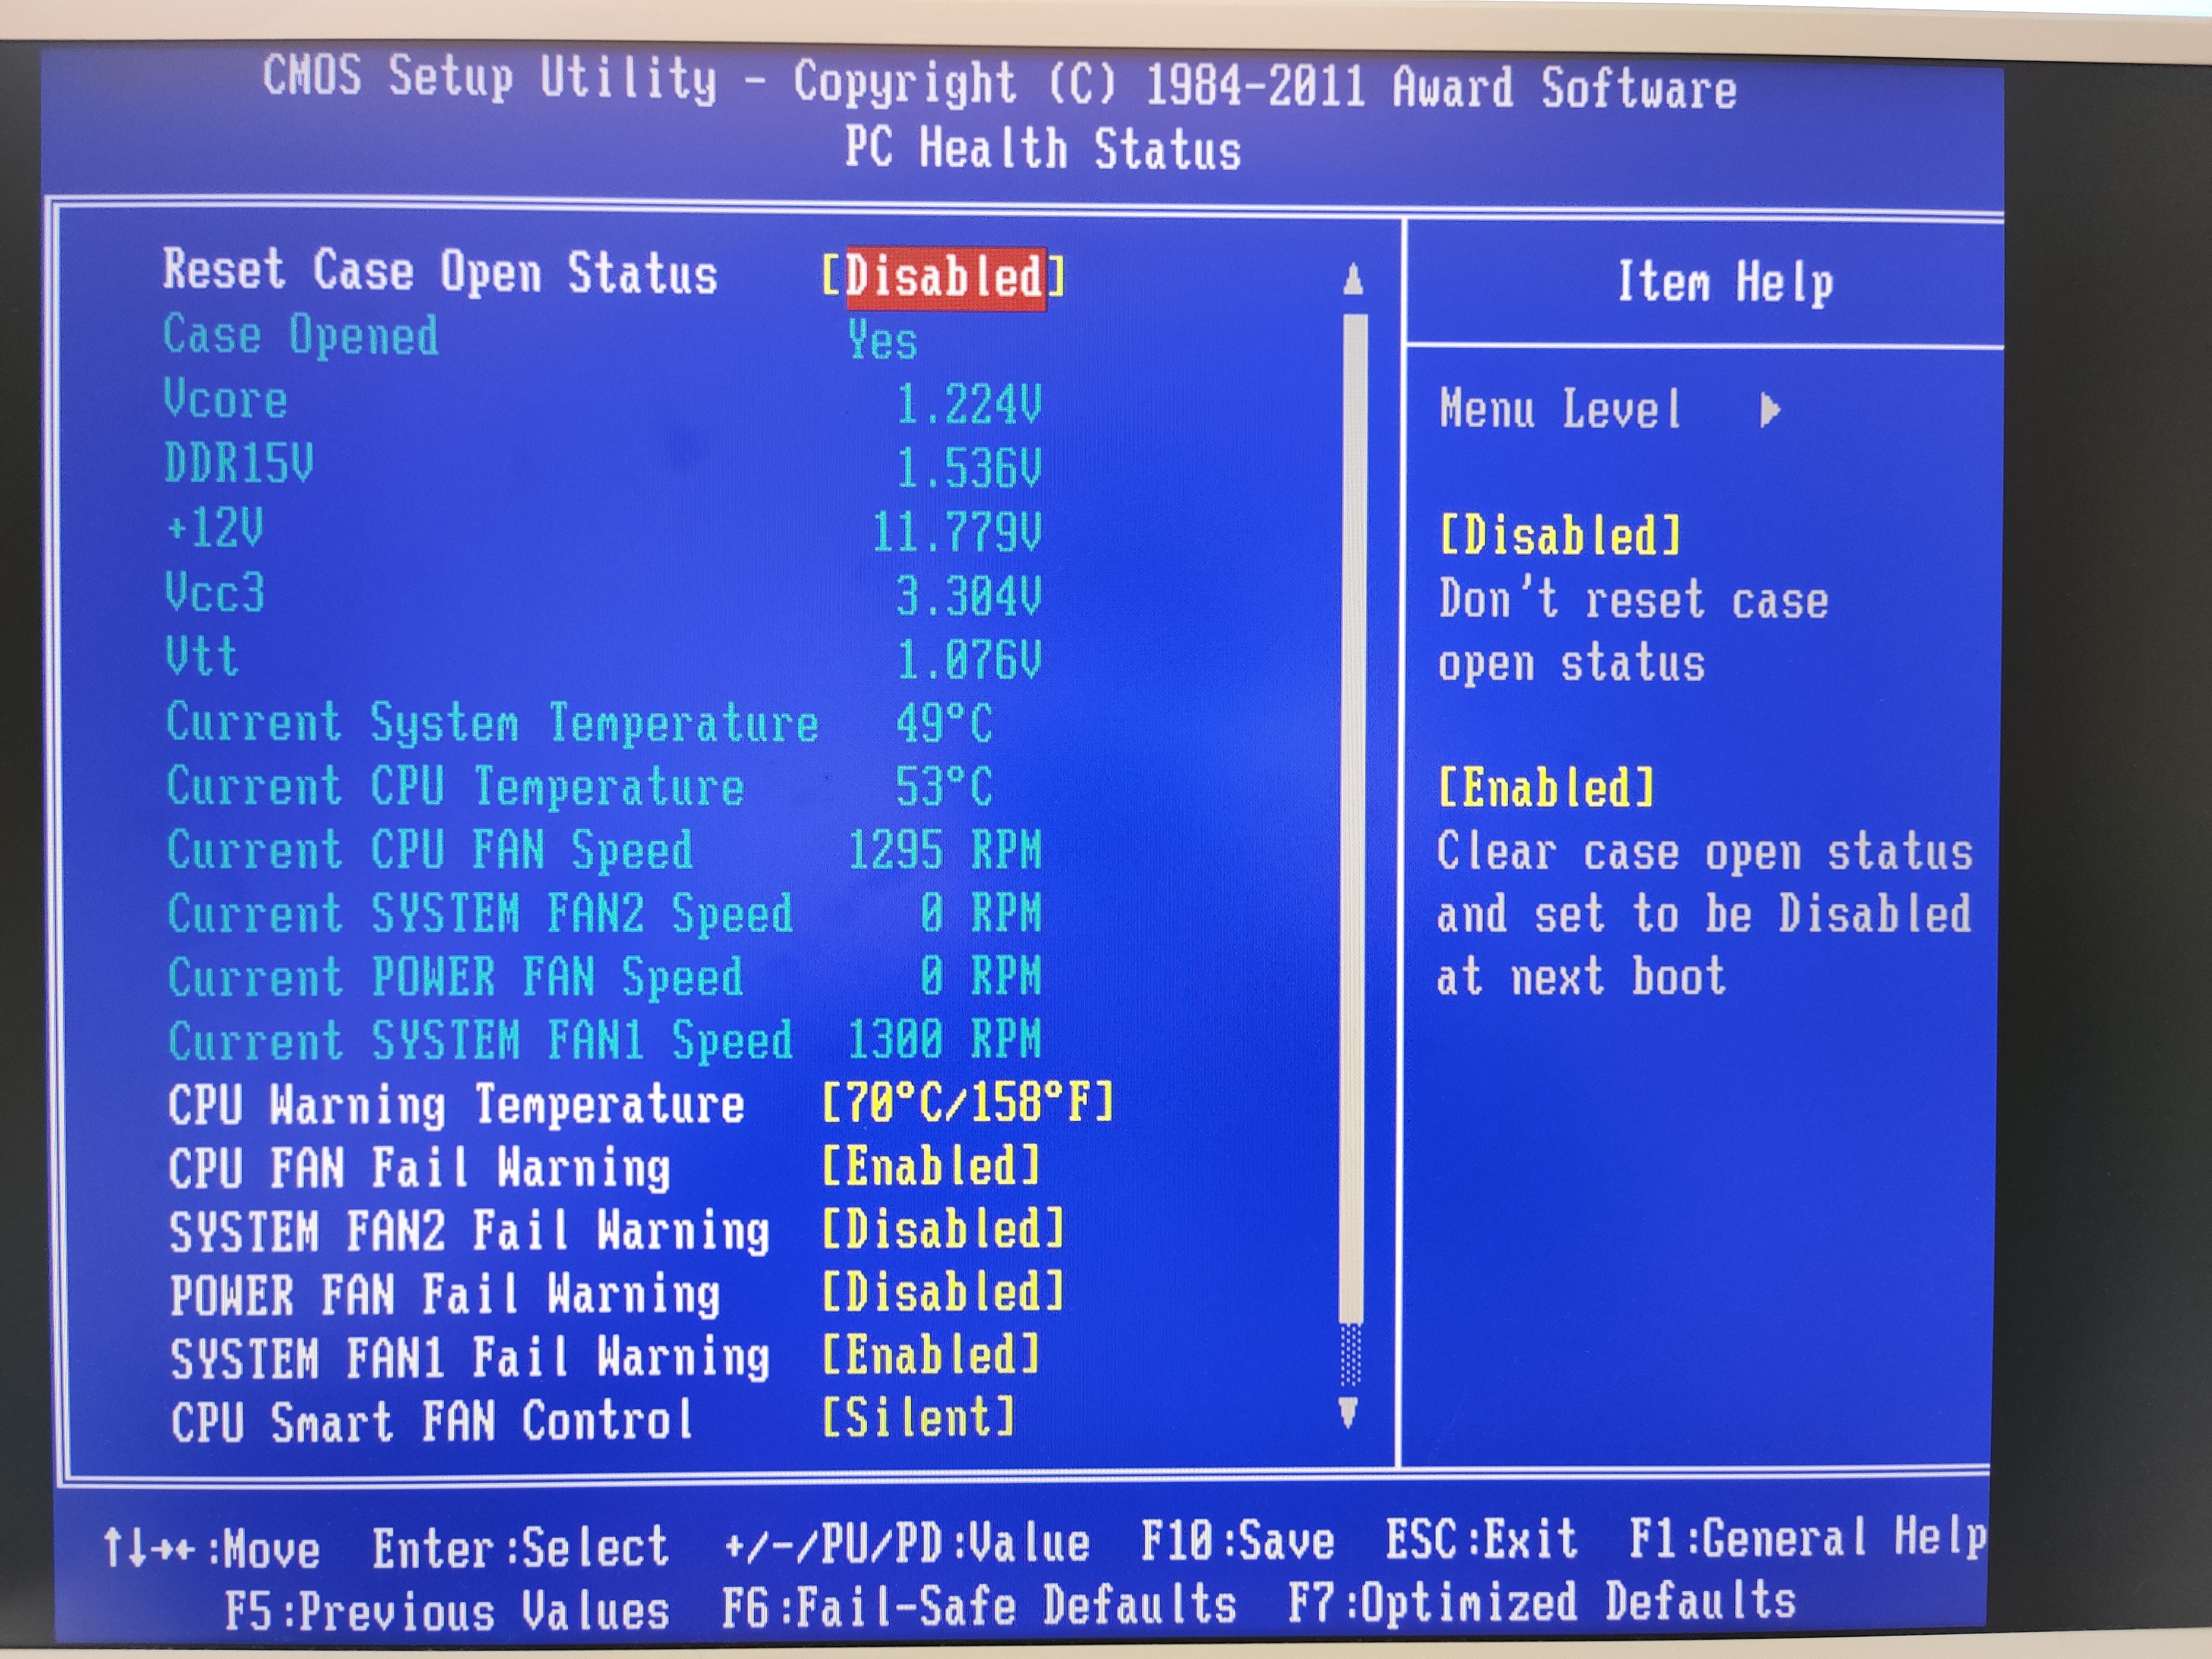 CMOS Setup Utility - Copyright (C) 1984-2011 Award Software
PC Health Status
Reset Case Open Status [Disabled]
Case Opened Yes
Vcore 1.224V
DDR15V 1.536V
+12V 11.779V
Vcc3 3.304V
Vtt 1.076V
Current System Temperature 49°C
Current CPU Temperature 53°C
Current CPU FAN Speed 1295 RPM
Current SYSTEM FAN2 Speed 0 RPM
Current POWER FAN Speed 0 RPM
Current SYSTEM FAN1 Speed 1300 RPM
CPU Warning Temperature [70°C/158°F]
CPU FAN Fail Warning [Enabled]
SYSTEM FAN2 Fail Warning [Disabled]
POWER FAN Fail Warning [Disabled]
SYSTEM FAN1 Fail Warning [Enabled]
CPU Smart FAN Control [Silent]
Item Help
Menu Level ▶
[Disabled]
Don't reset case
open status
[Enabled]
Clear case open status
and set to be Disabled
at next boot
↑↓→←:Move Enter:Select +/-/PU/PD:Value F10:Save ESC:Exit F1:General Help
F5:Previous Values F6:Fail-Safe Defaults F7:Optimized Defaults